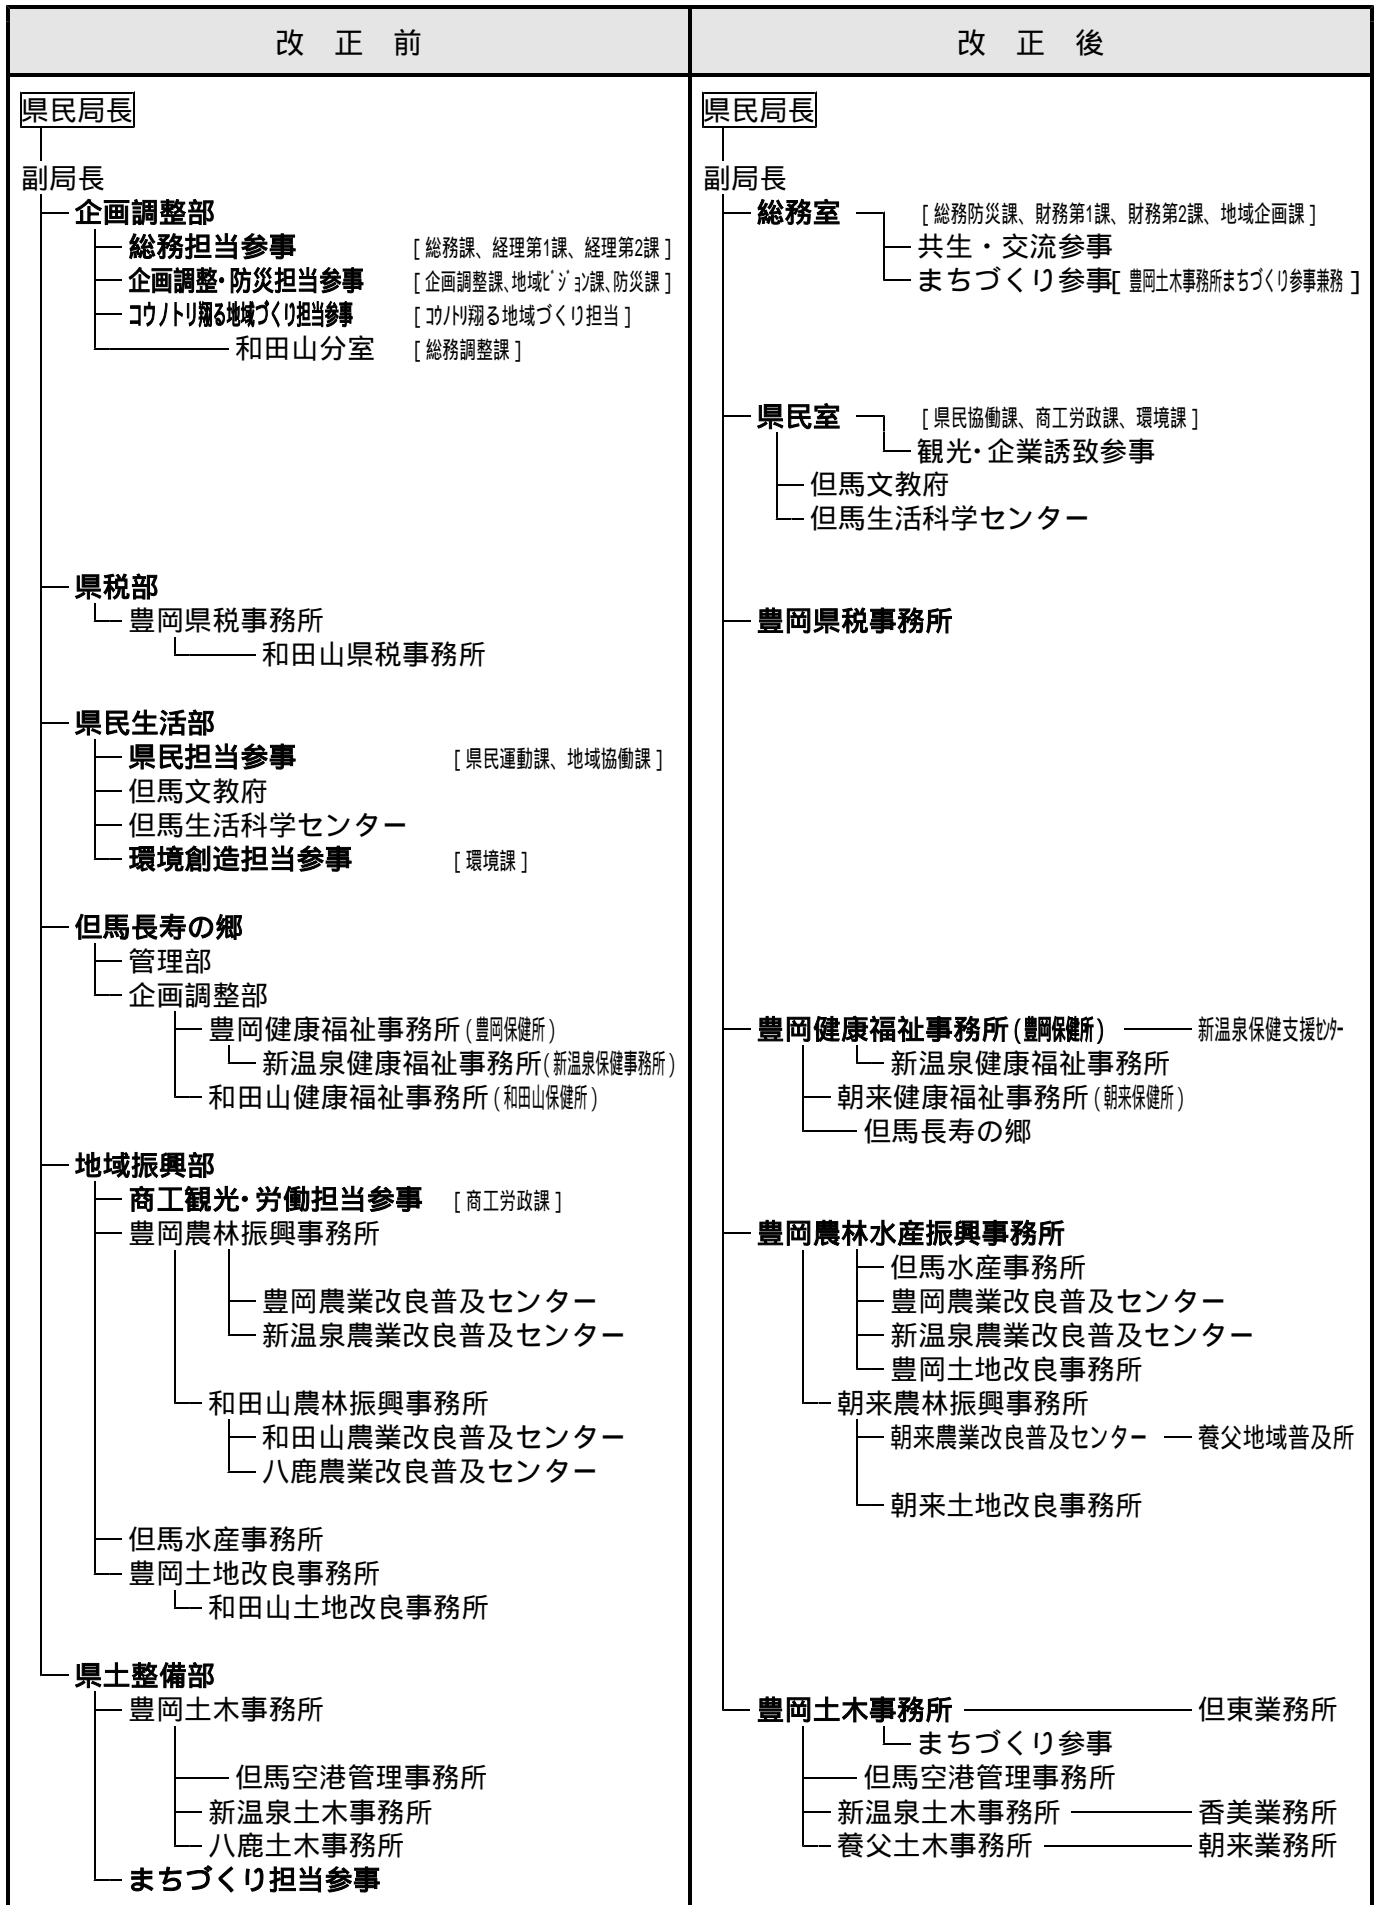 改　正　前
県民局長
副局長
企画調整部
総務担当参事　[ 総務課、経理第1課、経理第2課 ]
企画調整・防災担当参事　[ 企画調整課、地域ビジョン課、防災課 ]
コウノトリ翔る地域づくり担当参事　[ コウノトリ翔る地域づくり担当 ]
和田山分室　[ 総務調整課 ]
県税部
豊岡県税事務所
和田山県税事務所
県民生活部
県民担当参事　[ 県民運動課、地域協働課 ]
但馬文教府
但馬生活科学センター
環境創造担当参事　[ 環境課 ]
但馬長寿の郷
管理部
企画調整部
豊岡健康福祉事務所 ( 豊岡保健所 )
新温泉健康福祉事務所 ( 新温泉保健事務所 )
和田山健康福祉事務所 ( 和田山保健所 )
地域振興部
商工観光・労働担当参事　[ 商工労政課 ]
豊岡農林振興事務所
豊岡農業改良普及センター
新温泉農業改良普及センター
和田山農林振興事務所
和田山農業改良普及センター
八鹿農業改良普及センター
但馬水産事務所
豊岡土地改良事務所
和田山土地改良事務所
県土整備部
豊岡土木事務所
但馬空港管理事務所
新温泉土木事務所
八鹿土木事務所
まちづくり担当参事
改　正　後
県民局長
副局長
総務室　[ 総務防災課、財務第1課、財務第2課、地域企画課 ]
共生・交流参事
まちづくり参事[ 豊岡土木事務所まちづくり参事兼務 ]
県民室　[ 県民協働課、商工労政課、環境課 ]
観光・企業誘致参事
但馬文教府
但馬生活科学センター
豊岡県税事務所
豊岡健康福祉事務所 ( 豊岡保健所 )　新温泉保健支援センター
新温泉健康福祉事務所
朝来健康福祉事務所 ( 朝来保健所 )
但馬長寿の郷
豊岡農林水産振興事務所
但馬水産事務所
豊岡農業改良普及センター
新温泉農業改良普及センター
豊岡土地改良事務所
朝来農林振興事務所
朝来農業改良普及センター　養父地域普及所
朝来土地改良事務所
豊岡土木事務所　但東業務所
まちづくり参事
但馬空港管理事務所
新温泉土木事務所　香美業務所
養父土木事務所　朝来業務所